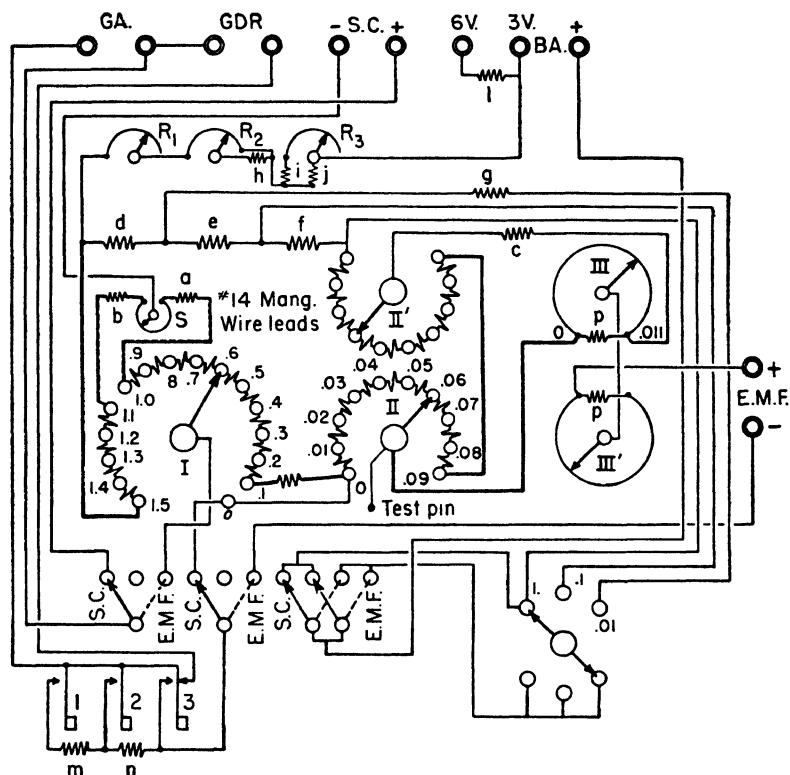 GA. GDR - S.C. + 6V. 3V. BA. +
l
R1 R2 R3
h i j
g
d e f
c
a
b S
#14 Mang.
Wire leads
II'
III
p
0 .011
.9 1.0 8 .7 .6 .5 .4 .3 .2 .1
1.1 1.2 1.3 1.4 1.5
I
.04 .05
.03 .06
.02 II .07
.01 .08
0 .09
+
E.M.F.
-
p
III'
Test pin
0
S.C. E.M.F. S.C. E.M.F. S.C. E.M.F.
1. .1 .01
1 2 3
m n